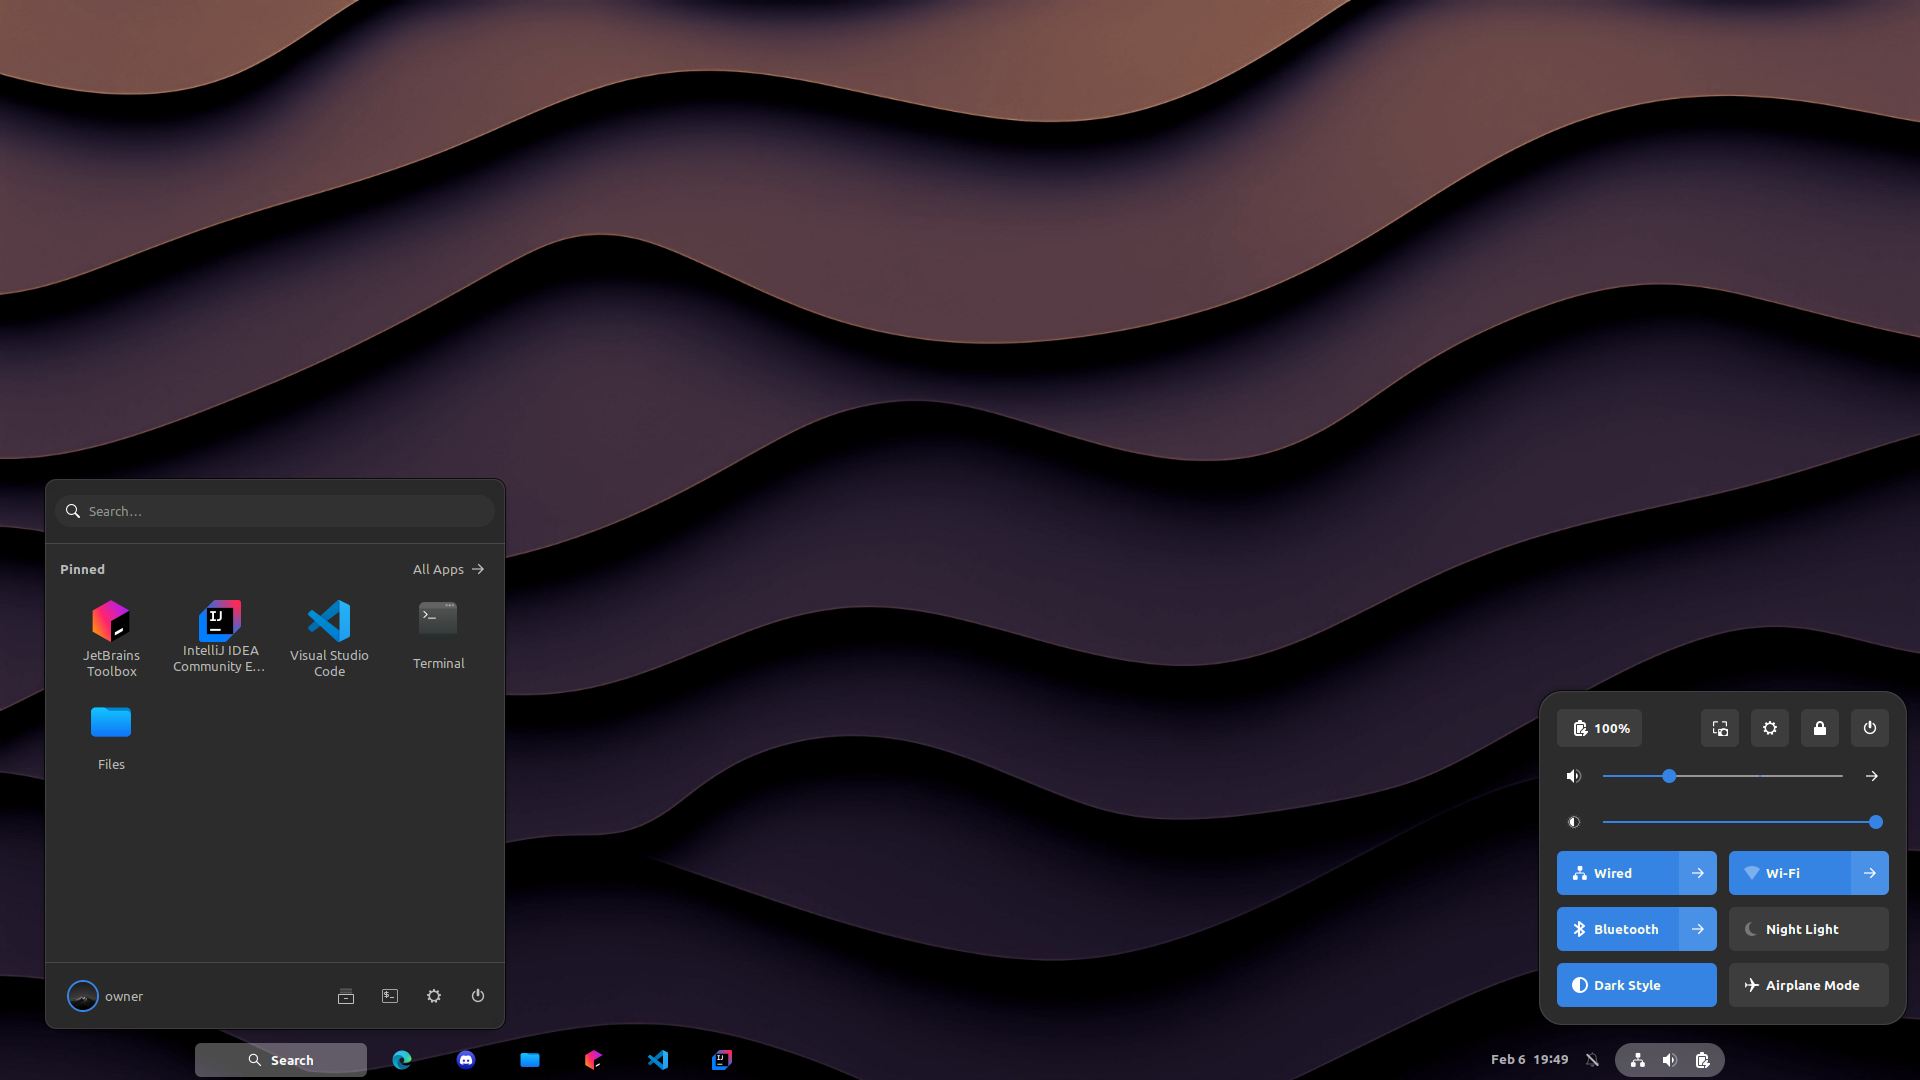 Search…
Pinned
All Apps
JetBrains
Toolbox
IntelliJ IDEA
Community E…
Visual Studio
Code
Terminal
Files
owner
100%
Wired
Wi-Fi
Bluetooth
Night Light
Dark Style
Airplane Mode
Search
Feb 6 19:49